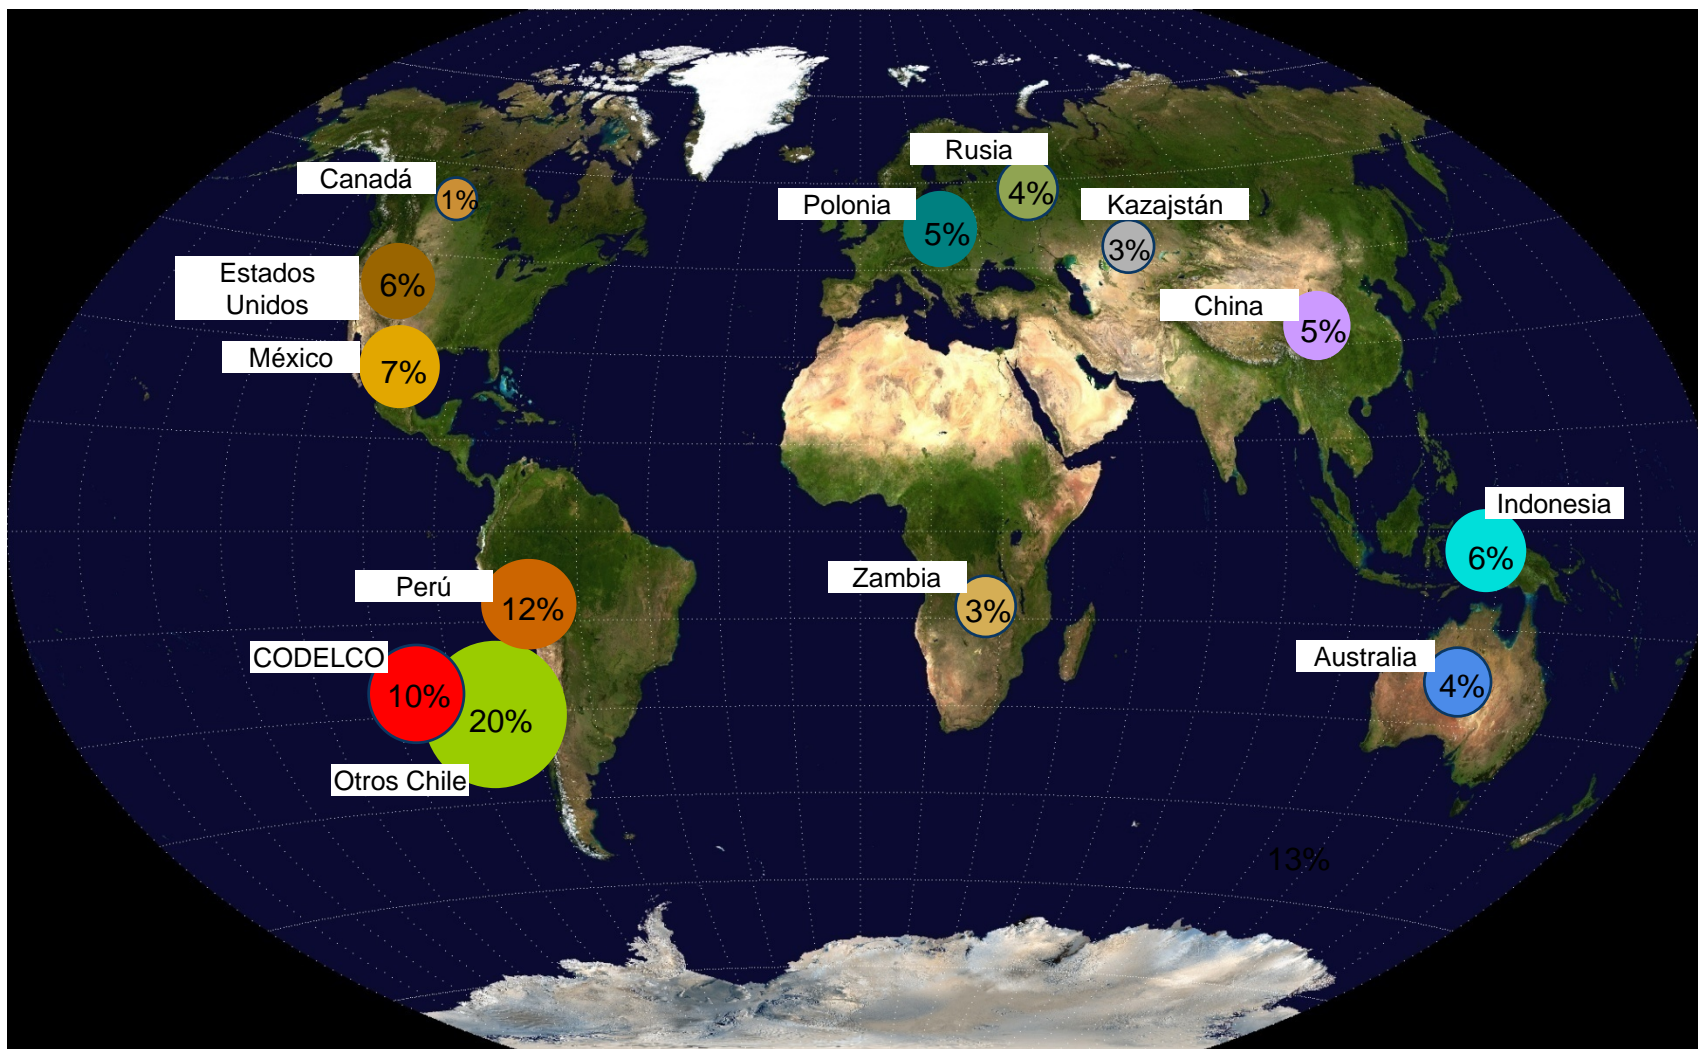 Rusia
4%
Canadá
1%
Polonia
5%
Kazajstán
3%
Estados
Unidos
6%
China
5%
México
7%
Indonesia
6%
Perú
12%
Zambia
3%
CODELCO
10%
20%
Otros Chile
Australia
4%
13%